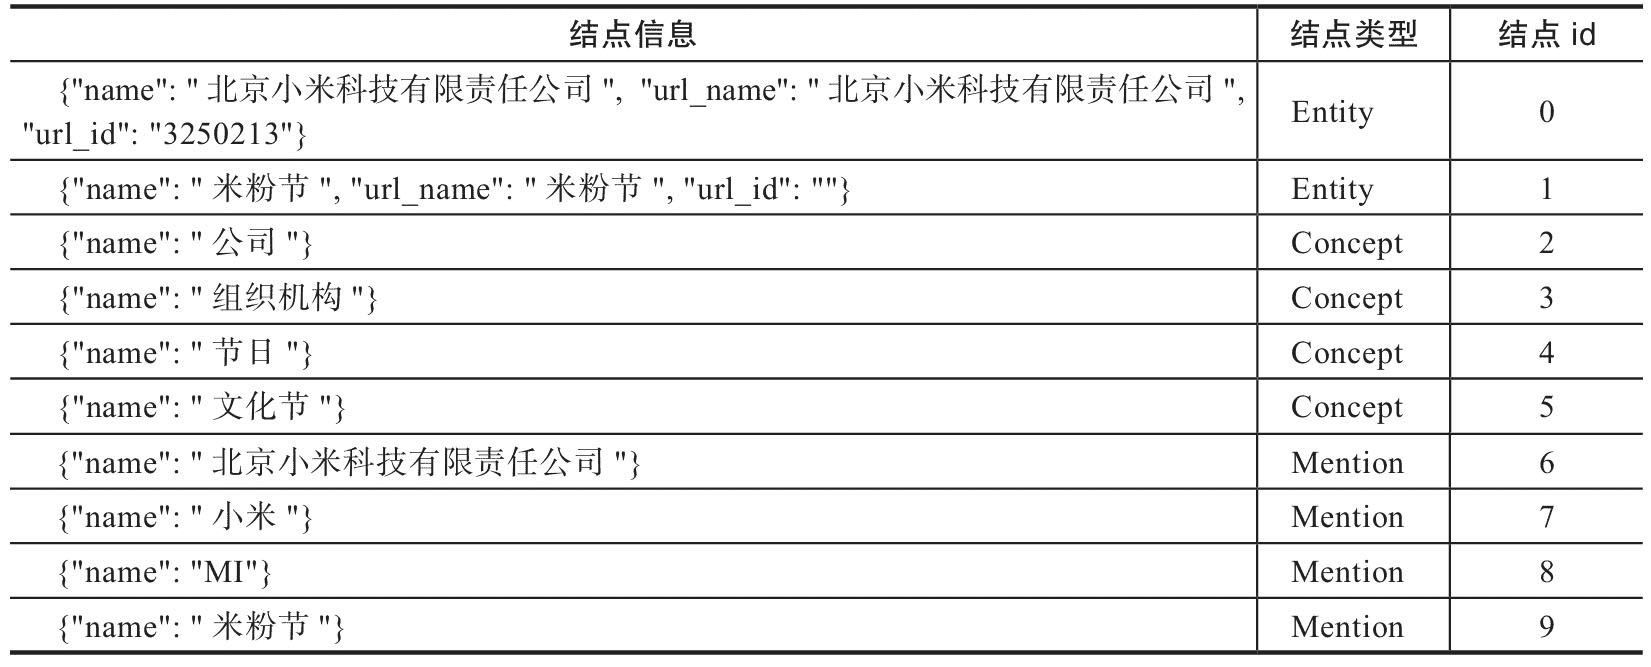 结点信息 结点类型 结点 id
{"name": " 北京小米科技有限责任公司 ", "url_name": " 北京小米科技有限责任公司 ",
"url_id": "3250213"} Entity 0
{"name": " 米粉节 ", "url_name": " 米粉节 ", "url_id": ""} Entity 1
{"name": " 公司 "} Concept 2
{"name": " 组织机构 "} Concept 3
{"name": " 节日 "} Concept 4
{"name": " 文化节 "} Concept 5
{"name": " 北京小米科技有限责任公司 "} Mention 6
{"name": " 小米 "} Mention 7
{"name": "MI"} Mention 8
{"name": " 米粉节 "} Mention 9